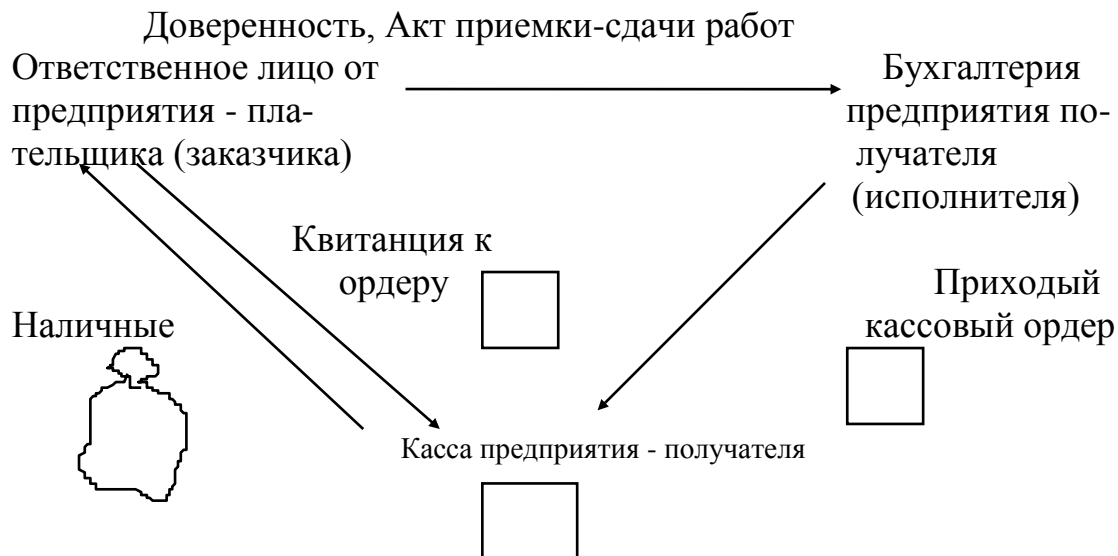 Доверенность, Акт приемки-сдачи работ
Ответственное лицо от
предприятия - пла-
тельщика (заказчика)
Бухгалтерия
предприятия по-
лучателя
(исполнителя)
Квитанция к
ордеру
Приходый
кассовый ордер
Наличные
Касса предприятия - получателя